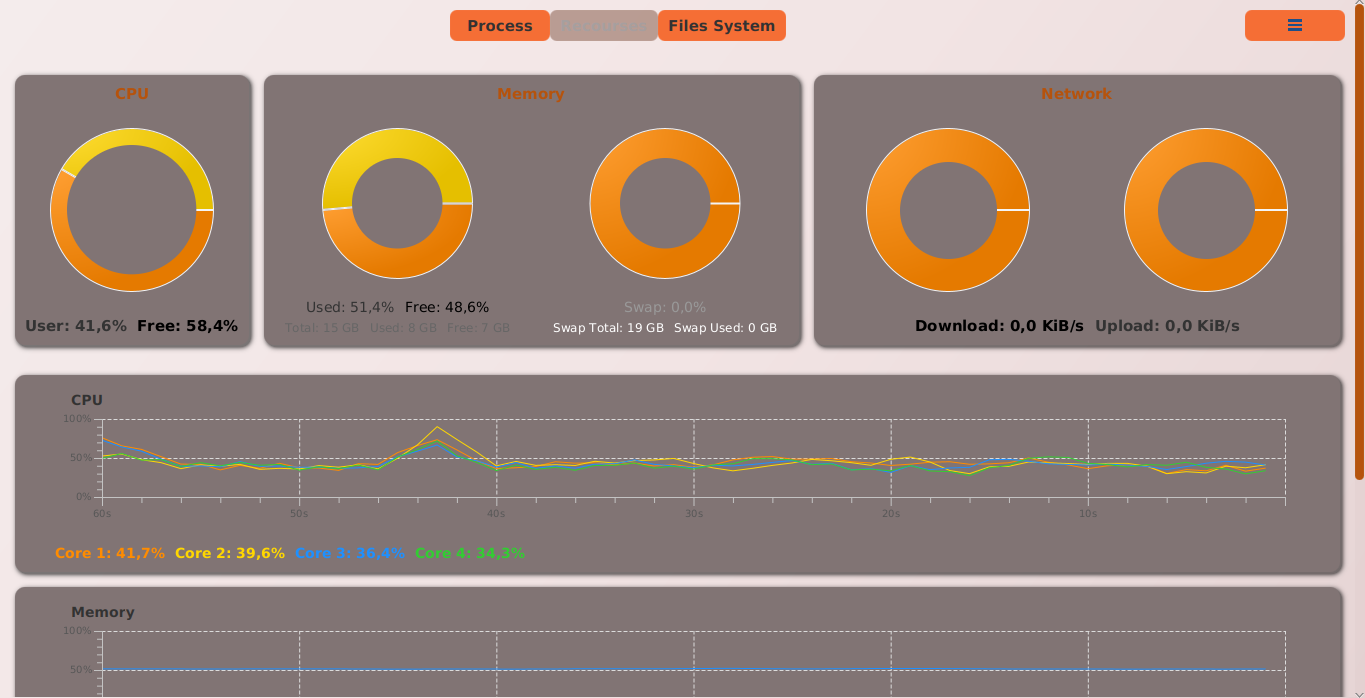 Process Recourses Files System
CPU
Memory
Network
User: 41,6% Free: 58,4%
Used: 51,4% Free: 48,6%
Total: 15 GB Used: 8 GB Free: 7 GB
Swap: 0,0%
Swap Total: 19 GB Swap Used: 0 GB
Download: 0,0 KiB/s Upload: 0,0 KiB/s
CPU
100%
50%
0%
60s 50s 40s 30s 20s 10s
Core 1: 41,7% Core 2: 39,6% Core 3: 36,4% Core 4: 34,3%
Memory
100%
50%